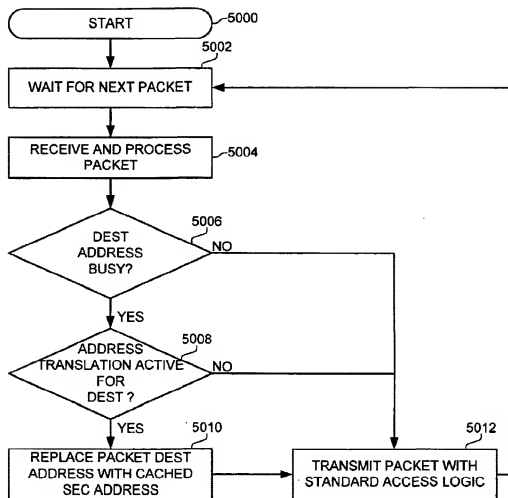 START
5000
5002
WAIT FOR NEXT PACKET
RECEIVE AND PROCESS
PACKET
5004
5006
DEST
ADDRESS
BUSY?
NO
YES
5008
ADDRESS
TRANSLATION ACTIVE
FOR
DEST ?
NO
YES
5010
REPLACE PACKET DEST
ADDRESS WITH CACHED
SEC ADDRESS
5012
TRANSMIT PACKET WITH
STANDARD ACCESS LOGIC